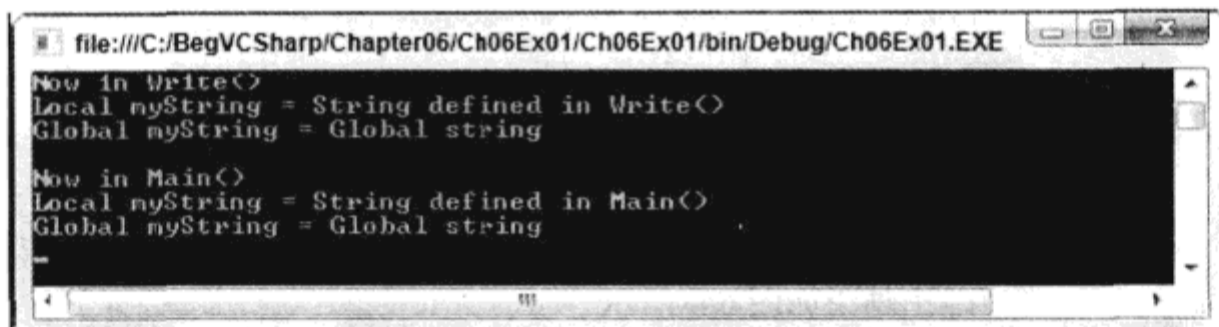 file:///C:/BegVCSharp/Chapter06/Ch06Ex01/Ch06Ex01/bin/Debug/Ch06Ex01.EXE
Now in Write()
Local myString = String defined in Write()
Global myString = Global string
Now in Main()
Local myString = String defined in Main()
Global myString = Global string